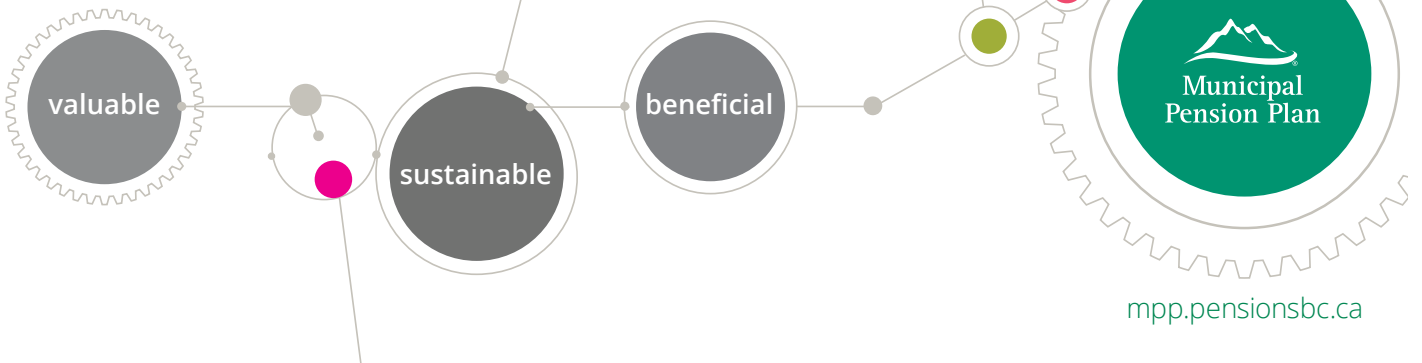 valuable
sustainable
beneficial
Municipal
Pension Plan
®
mpp.pensionsbc.ca